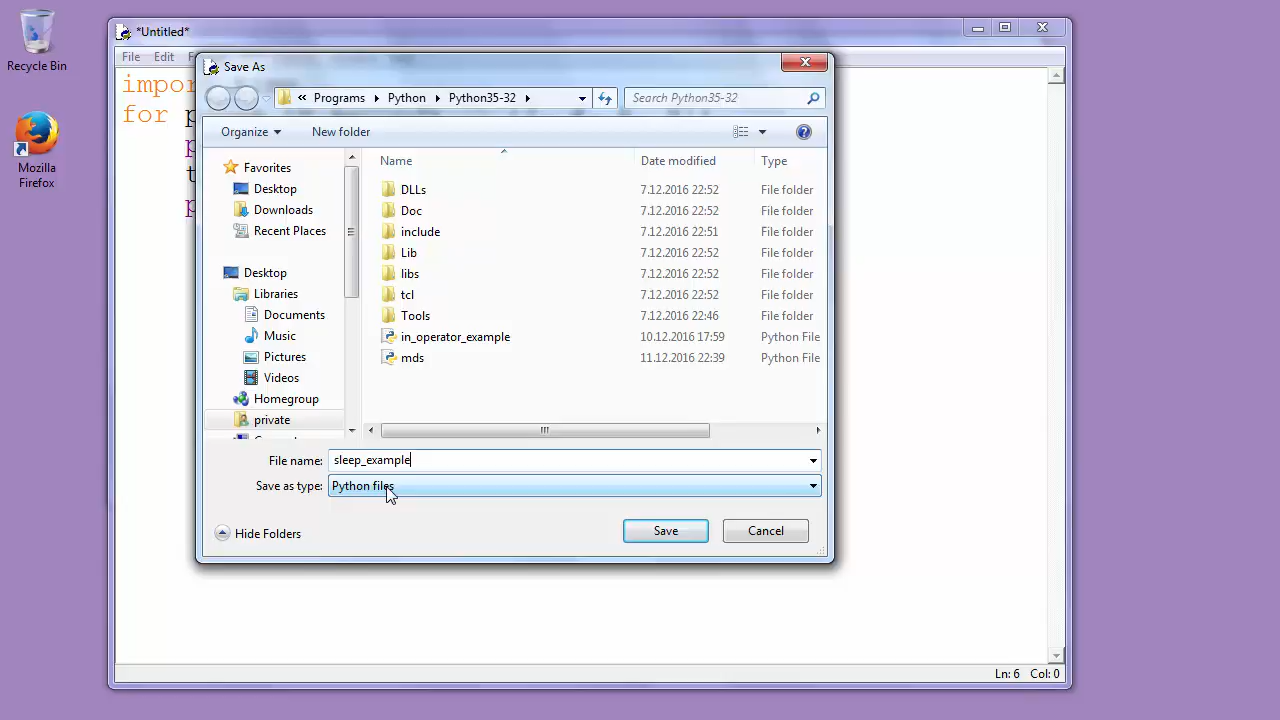 Recycle Bin
Mozilla
Firefox
*Untitled*
File Edit
impor
for p
Save As
« Programs Python Python35-32
Search Python35-32
Organize New folder
Favorites
Desktop
Downloads
Recent Places
Desktop
Libraries
Documents
Music
Pictures
Videos
Homegroup
private
Name Date modified Type
DLLs 7.12.2016 22:52 File folder
Doc 7.12.2016 22:52 File folder
include 7.12.2016 22:51 File folder
Lib 7.12.2016 22:52 File folder
libs 7.12.2016 22:52 File folder
tcl 7.12.2016 22:52 File folder
Tools 7.12.2016 22:46 File folder
in_operator_example 10.12.2016 17:59 Python File
mds 11.12.2016 22:39 Python File
File name: sleep_example
Save as type: Python files
Hide Folders
Save Cancel
Ln: 6 Col: 0